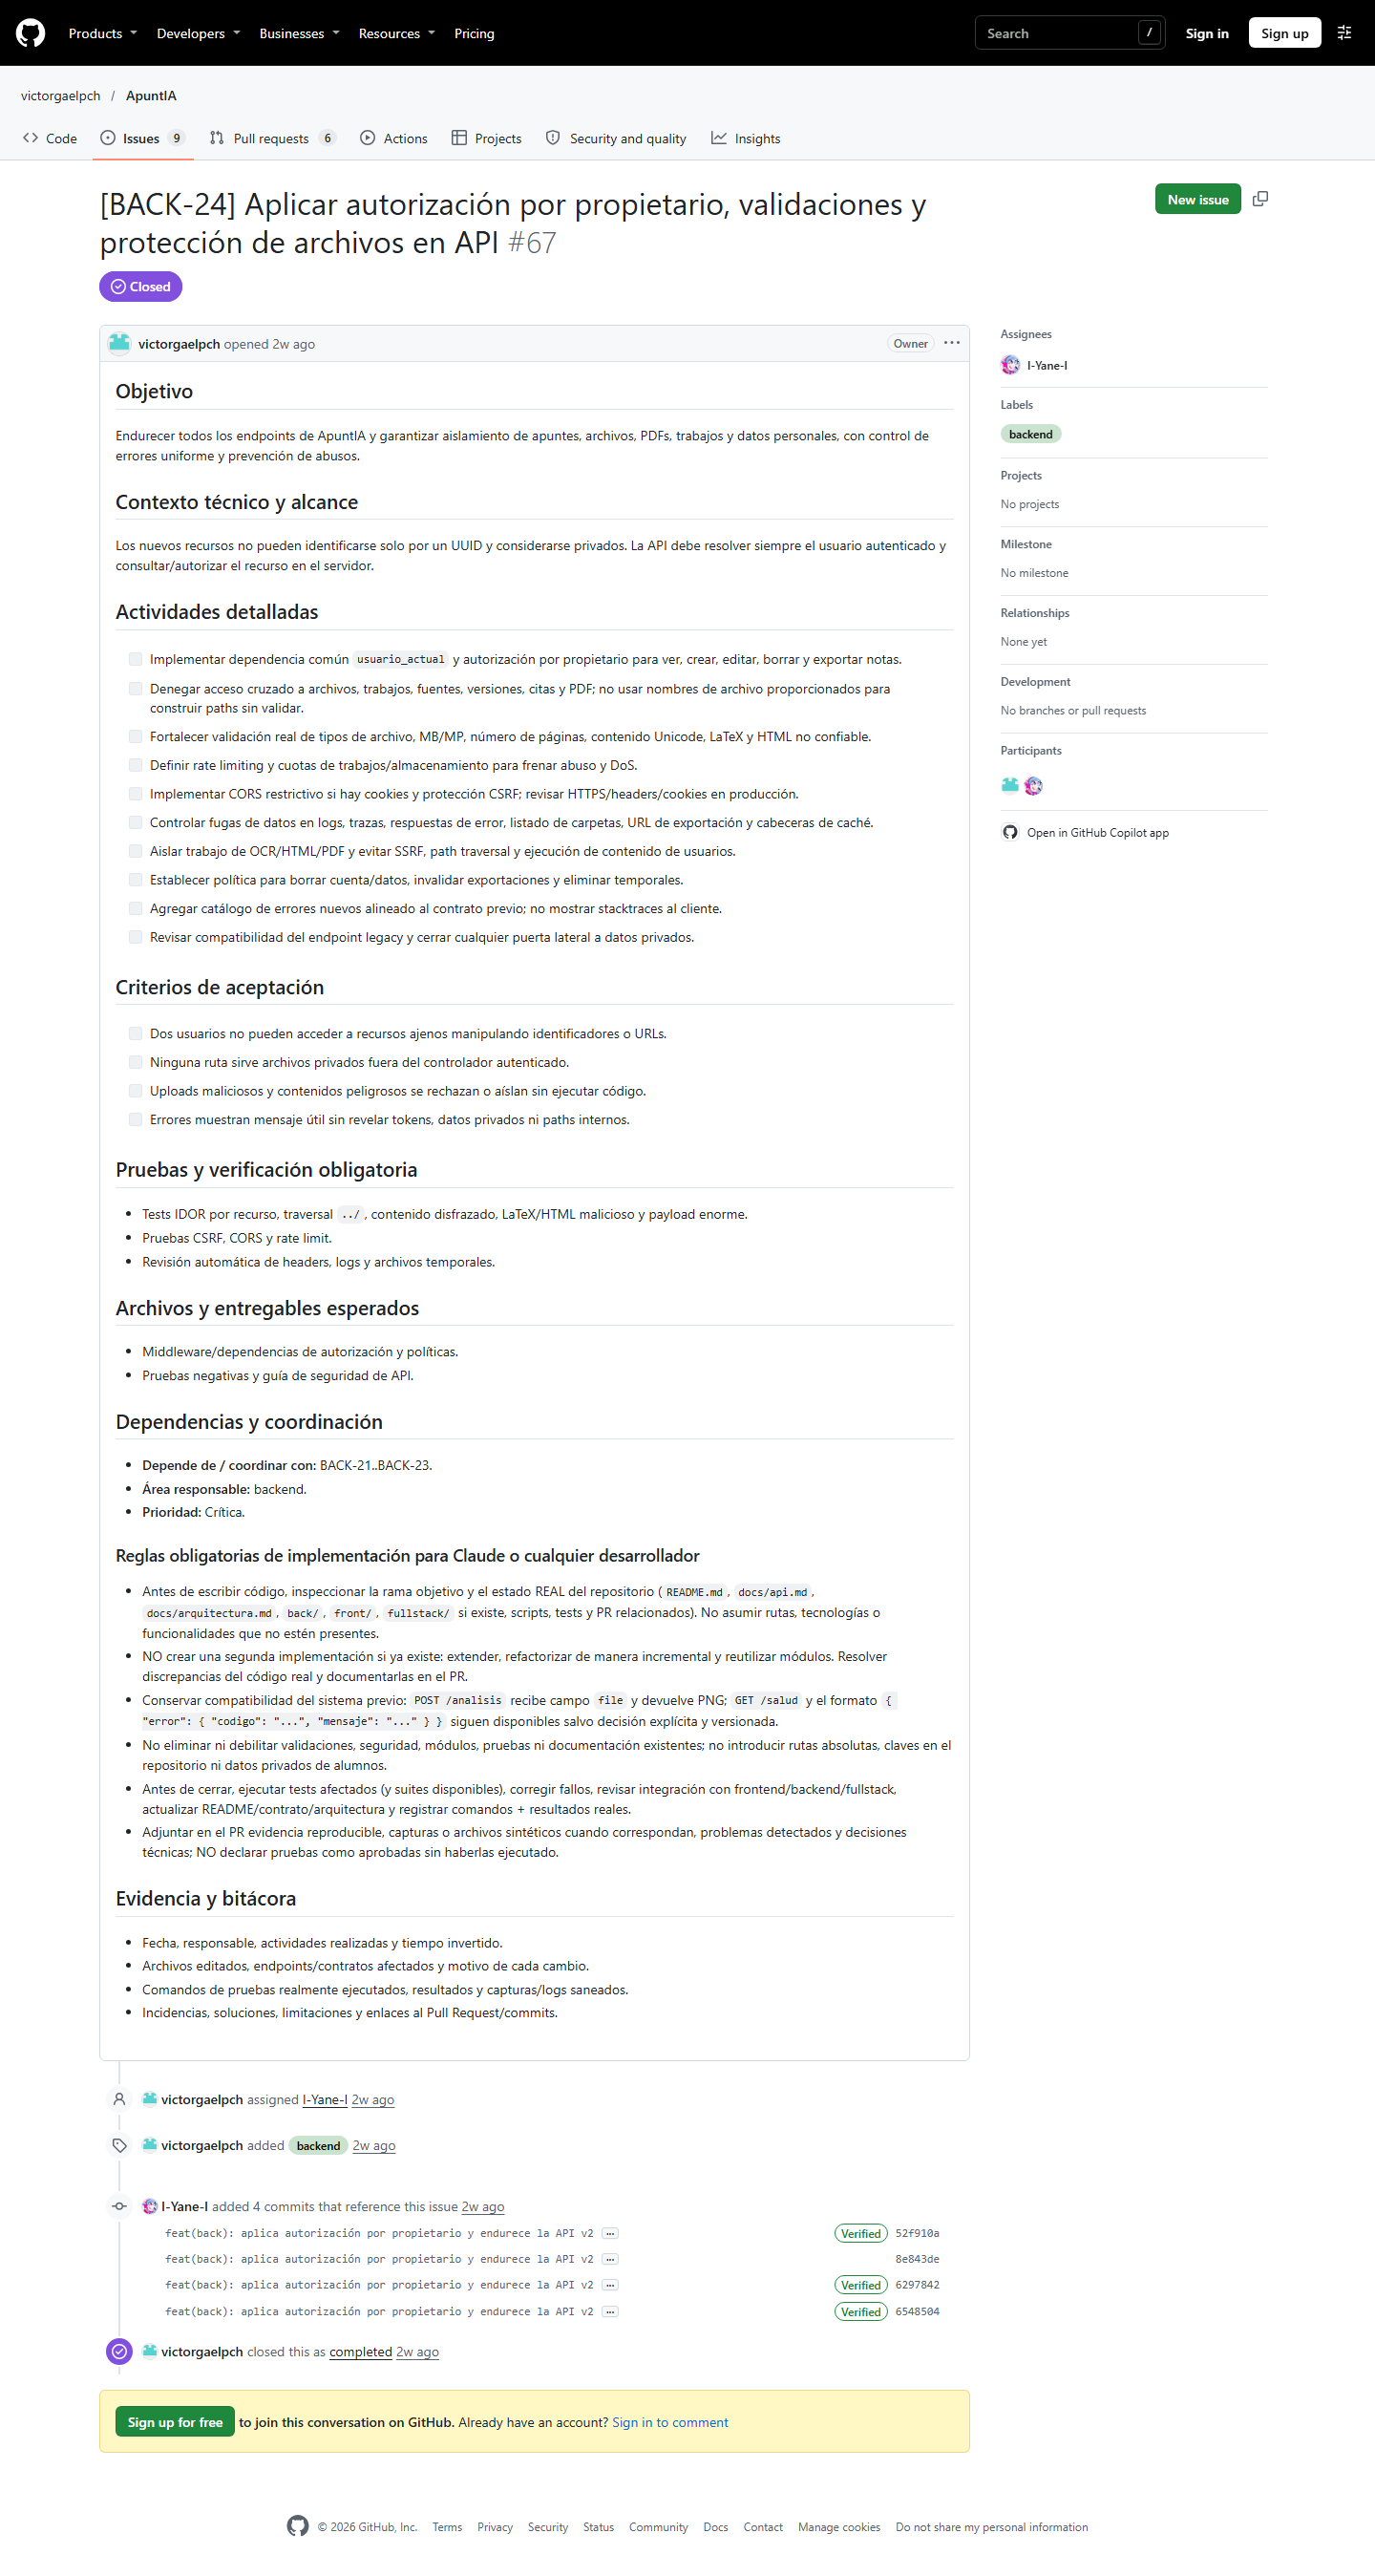 Products
Developers
Businesses
Resources
Pricing
Search
/
Sign in
Sign up
victorgaelpch / ApuntIA
Code
Issues 9
Pull requests 6
Actions
Projects
Security and quality
Insights
[BACK-24] Aplicar autorización por propietario, validaciones y
protección de archivos en API #67
New issue
Closed
victorgaelpch opened 2w ago
Owner
Objetivo
Endurecer todos los endpoints de ApuntIA y garantizar aislamiento de apuntes, archivos, PDFs, trabajos y datos personales, con control de
errores uniforme y prevención de abusos.
Contexto técnico y alcance
Los nuevos recursos no pueden identificarse solo por un UUID y considerarse privados. La API debe resolver siempre el usuario autenticado y
consultar/autorizar el recurso en el servidor.
Actividades detalladas
Implementar dependencia común usuario_actual y autorización por propietario para ver, crear, editar, borrar y exportar notas.
Denegar acceso cruzado a archivos, trabajos, fuentes, versiones, citas y PDF; no usar nombres de archivo proporcionados para
construir paths sin validar.
Fortalecer validación real de tipos de archivo, MB/MP, número de páginas, contenido Unicode, LaTeX y HTML no confiable.
Definir rate limiting y cuotas de trabajos/almacenamiento para frenar abuso y DoS.
Implementar CORS restrictivo si hay cookies y protección CSRF; revisar HTTPS/headers/cookies en producción.
Controlar fugas de datos en logs, trazas, respuestas de error, listado de carpetas, URL de exportación y cabeceras de caché.
Aislar trabajo de OCR/HTML/PDF y evitar SSRF, path traversal y ejecución de contenido de usuarios.
Establecer política para borrar cuenta/datos, invalidar exportaciones y eliminar temporales.
Agregar catálogo de errores nuevos alineado al contrato previo; no mostrar stacktraces al cliente.
Revisar compatibilidad del endpoint legacy y cerrar cualquier puerta lateral a datos privados.
Criterios de aceptación
Dos usuarios no pueden acceder a recursos ajenos manipulando identificadores o URLs.
Ninguna ruta sirve archivos privados fuera del controlador autenticado.
Uploads maliciosos y contenidos peligrosos se rechazan o aíslan sin ejecutar código.
Errores muestran mensaje útil sin revelar tokens, datos privados ni paths internos.
Pruebas y verificación obligatoria
Tests IDOR por recurso, traversal ../, contenido disfrazado, LaTeX/HTML malicioso y payload enorme.
Pruebas CSRF, CORS y rate limit.
Revisión automática de headers, logs y archivos temporales.
Archivos y entregables esperados
Middleware/dependencias de autorización y políticas.
Pruebas negativas y guía de seguridad de API.
Dependencias y coordinación
Depende de / coordinar con: BACK-21..BACK-23.
Área responsable: backend.
Prioridad: Crítica.
Reglas obligatorias de implementación para Claude o cualquier desarrollador
Antes de escribir código, inspeccionar la rama objetivo y el estado REAL del repositorio (README.md, docs/api.md,
docs/arquitectura.md, back/, front/, fullstack/ si existe, scripts, tests y PR relacionados). No asumir rutas, tecnologías o
funcionalidades que no estén presentes.
NO crear una segunda implementación si ya existe: extender, refactorizar de manera incremental y reutilizar módulos. Resolver
discrepancias del código real y documentarlas en el PR.
Conservar compatibilidad del sistema previo: POST /analisis recibe campo file y devuelve PNG; GET /salud y el formato {
"error": { "codigo": "...", "mensaje": "..." } } siguen disponibles salvo decisión explícita y versionada.
No eliminar ni debilitar validaciones, seguridad, módulos, pruebas ni documentación existentes; no introducir rutas absolutas, claves en el
repositorio ni datos privados de alumnos.
Antes de cerrar, ejecutar tests afectados (y suites disponibles), corregir fallos, revisar integración con frontend/backend/fullstack,
actualizar README/contrato/arquitectura y registrar comandos + resultados reales.
Adjuntar en el PR evidencia reproducible, capturas o archivos sintéticos cuando correspondan, problemas detectados y decisiones
técnicas; NO declarar pruebas como aprobadas sin haberlas ejecutado.
Evidencia y bitácora
Fecha, responsable, actividades realizadas y tiempo invertido.
Archivos editados, endpoints/contratos afectados y motivo de cada cambio.
Comandos de pruebas realmente ejecutados, resultados y capturas/logs saneados.
Incidencias, soluciones, limitaciones y enlaces al Pull Request/commits.
Assignees
I-Yane-I
Labels
backend
Projects
No projects
Milestone
No milestone
Relationships
None yet
Development
No branches or pull requests
Participants
Open in GitHub Copilot app
victorgaelpch assigned I-Yane-I 2w ago
victorgaelpch added backend 2w ago
I-Yane-I added 4 commits that reference this issue 2w ago
feat(back): aplica autorización por propietario y endurece la API v2 ... Verified 52f910a
feat(back): aplica autorización por propietario y endurece la API v2 ... 8e843de
feat(back): aplica autorización por propietario y endurece la API v2 ... Verified 6297842
feat(back): aplica autorización por propietario y endurece la API v2 ... Verified 6548504
victorgaelpch closed this as completed 2w ago
Sign up for free to join this conversation on GitHub. Already have an account? Sign in to comment
© 2026 GitHub, Inc. Terms Privacy Security Status Community Docs Contact Manage cookies Do not share my personal information